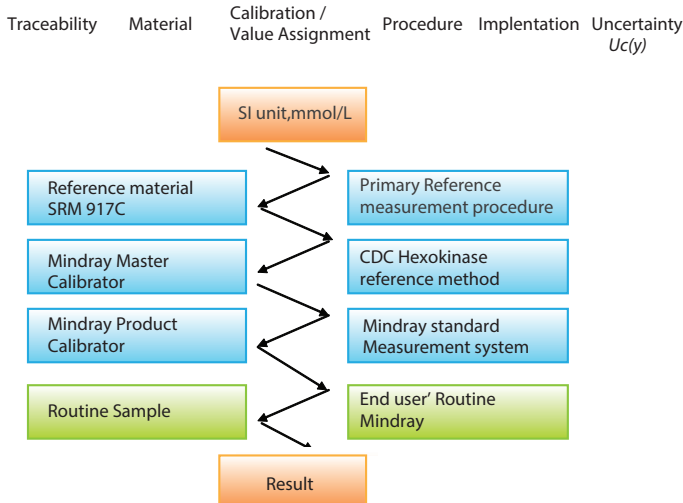 Traceability Material Calibration / Value Assignment Procedure Implentation Uncertainty Uc(y)
SI unit,mmol/L
Reference material
SRM 917C
Primary Reference
measurement procedure
Mindray Master
Calibrator
CDC Hexokinase
reference method
Mindray Product
Calibrator
Mindray standard
Measurement system
Routine Sample
End user' Routine
Mindray
Result